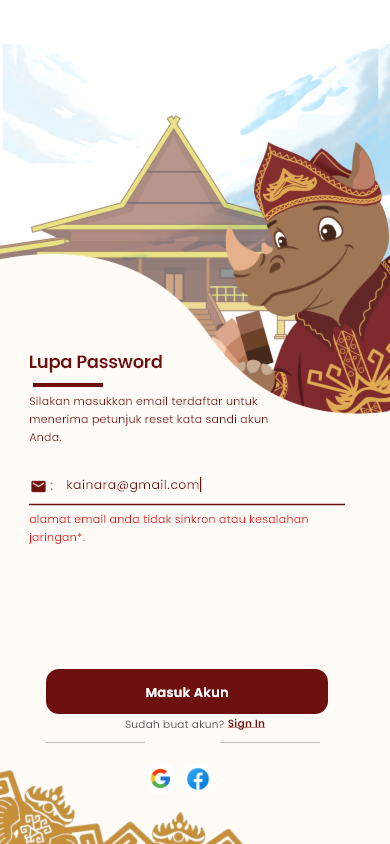 Lupa Password
Silakan masukkan email terdaftar untuk
menerima petunjuk reset kata sandi akun
Anda.
: kainara@gmail.com
alamat email anda tidak sinkron atau kesalahan
jaringan*.
Masuk Akun
Sudah buat akun? Sign In